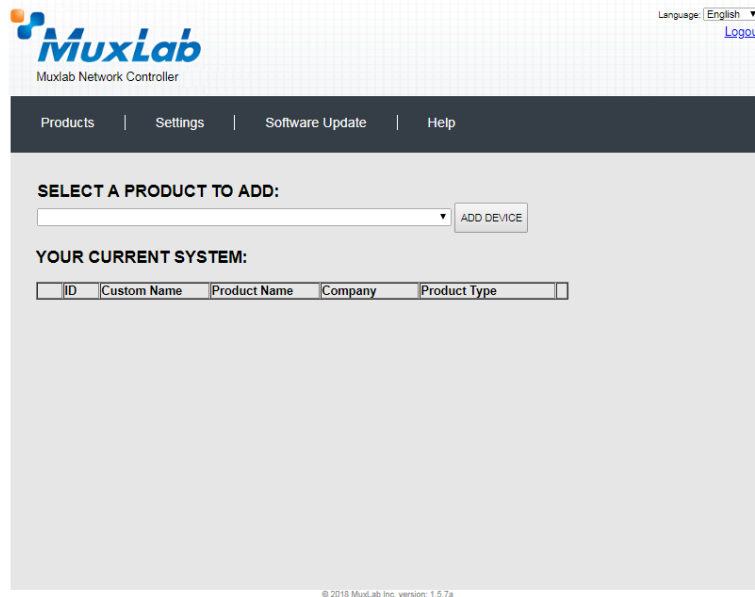 Language: English
Logou
MuxLab
Muxlab Network Controller
Products | Settings | Software Update | Help
SELECT A PRODUCT TO ADD:
ADD DEVICE
YOUR CURRENT SYSTEM:
ID Custom Name Product Name Company Product Type
© 2018 MuxLab Inc. version: 1.5.7a